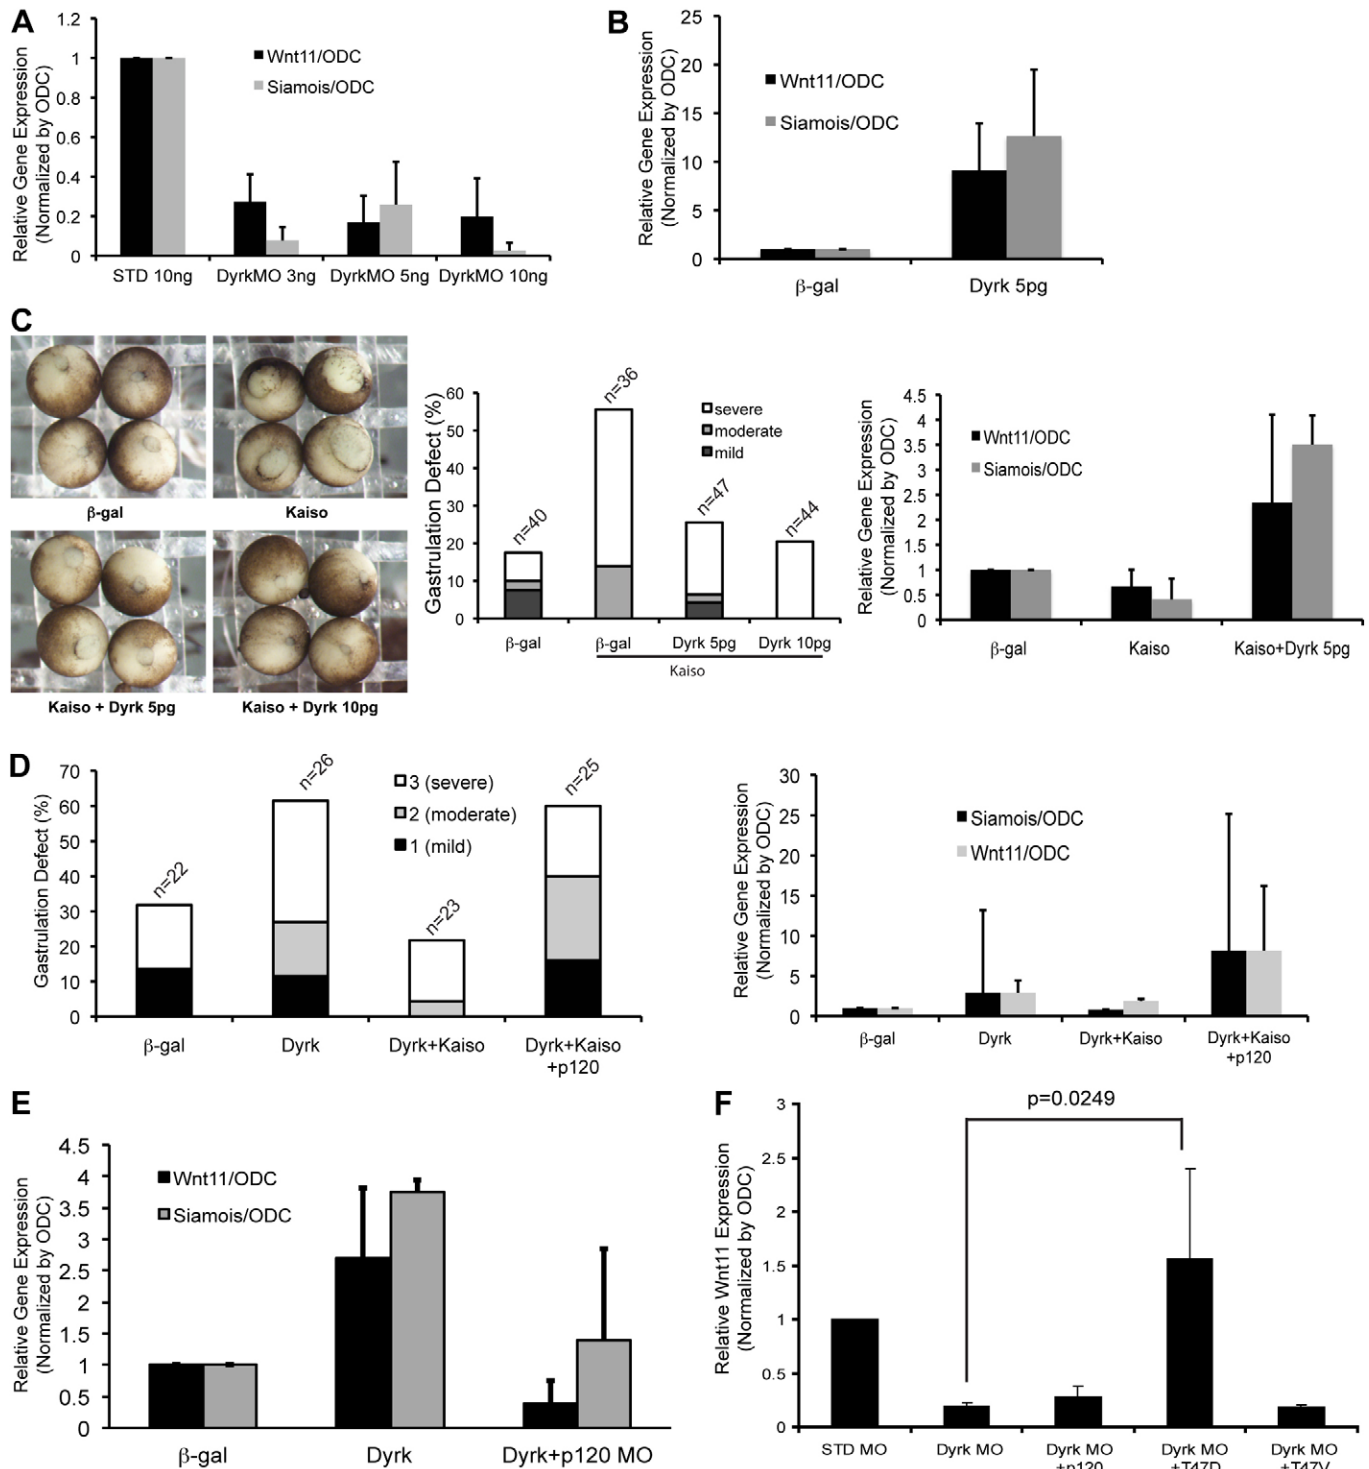 A
Relative Gene Expression
(Normalized by ODC)
1.2
1
0.8
0.6
0.4
0.2
0
Wnt11/ODC
Siamois/ODC
STD 10ng
DyrkMO 3ng
DyrkMO 5ng
DyrkMO 10ng
B
Relative Gene Expression
(Normalized by ODC)
25
20
15
10
5
0
Wnt11/ODC
Siamois/ODC
β-gal
Dyrk 5pg
C
β-gal
Kaiso
Kaiso + Dyrk 5pg
Kaiso + Dyrk 10pg
Gastrulation Defect (%)
60
50
40
30
20
10
0
n=40
n=36
n=47
n=44
severe
moderate
mild
β-gal
β-gal
Dyrk 5pg
Dyrk 10pg
Kaiso
Relative Gene Expression
(Normalized by ODC)
4.5
4
3.5
3
2.5
2
1.5
1
0.5
0
Wnt11/ODC
Siamois/ODC
β-gal
Kaiso
Kaiso+Dyrk 5pg
D
Gastrulation Defect (%)
70
60
50
40
30
20
10
0
n=22
n=26
n=23
n=25
3 (severe)
2 (moderate)
1 (mild)
β-gal
Dyrk
Dyrk+Kaiso
Dyrk+Kaiso
+p120
Relative Gene Expression
(Normalized by ODC)
30
25
20
15
10
5
0
Siamois/ODC
Wnt11/ODC
β-gal
Dyrk
Dyrk+Kaiso
Dyrk+Kaiso
+p120
E
Relative Gene Expression
(Normalized by ODC)
4.5
4
3.5
3
2.5
2
1.5
1
0.5
0
Wnt11/ODC
Siamois/ODC
β-gal
Dyrk
Dyrk+p120 MO
F
Relative Wnt11 Expression
(Normalized by ODC)
3
2.5
2
1.5
1
0.5
0
p=0.0249
STD MO
Dyrk MO
Dyrk MO
+p120
Dyrk MO
+T47D
Dyrk MO
+T47V